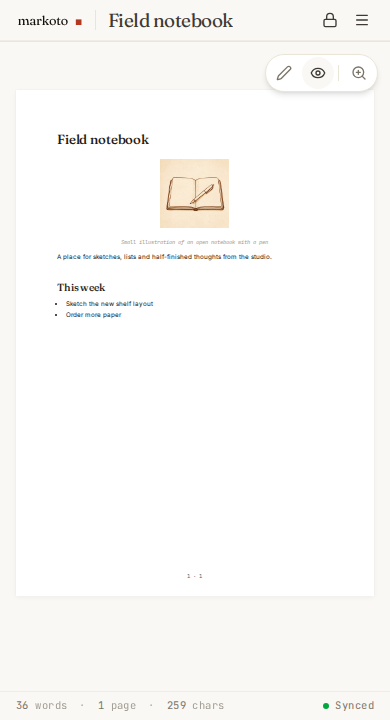 markoto
Field notebook
Field notebook
Small illustration of an open notebook with a pen
A place for sketches, lists and half-finished thoughts from the studio.
This week
• Sketch the new shelf layout
• Order more paper
1 - 1
36 words · 1 page · 259 chars
Synced